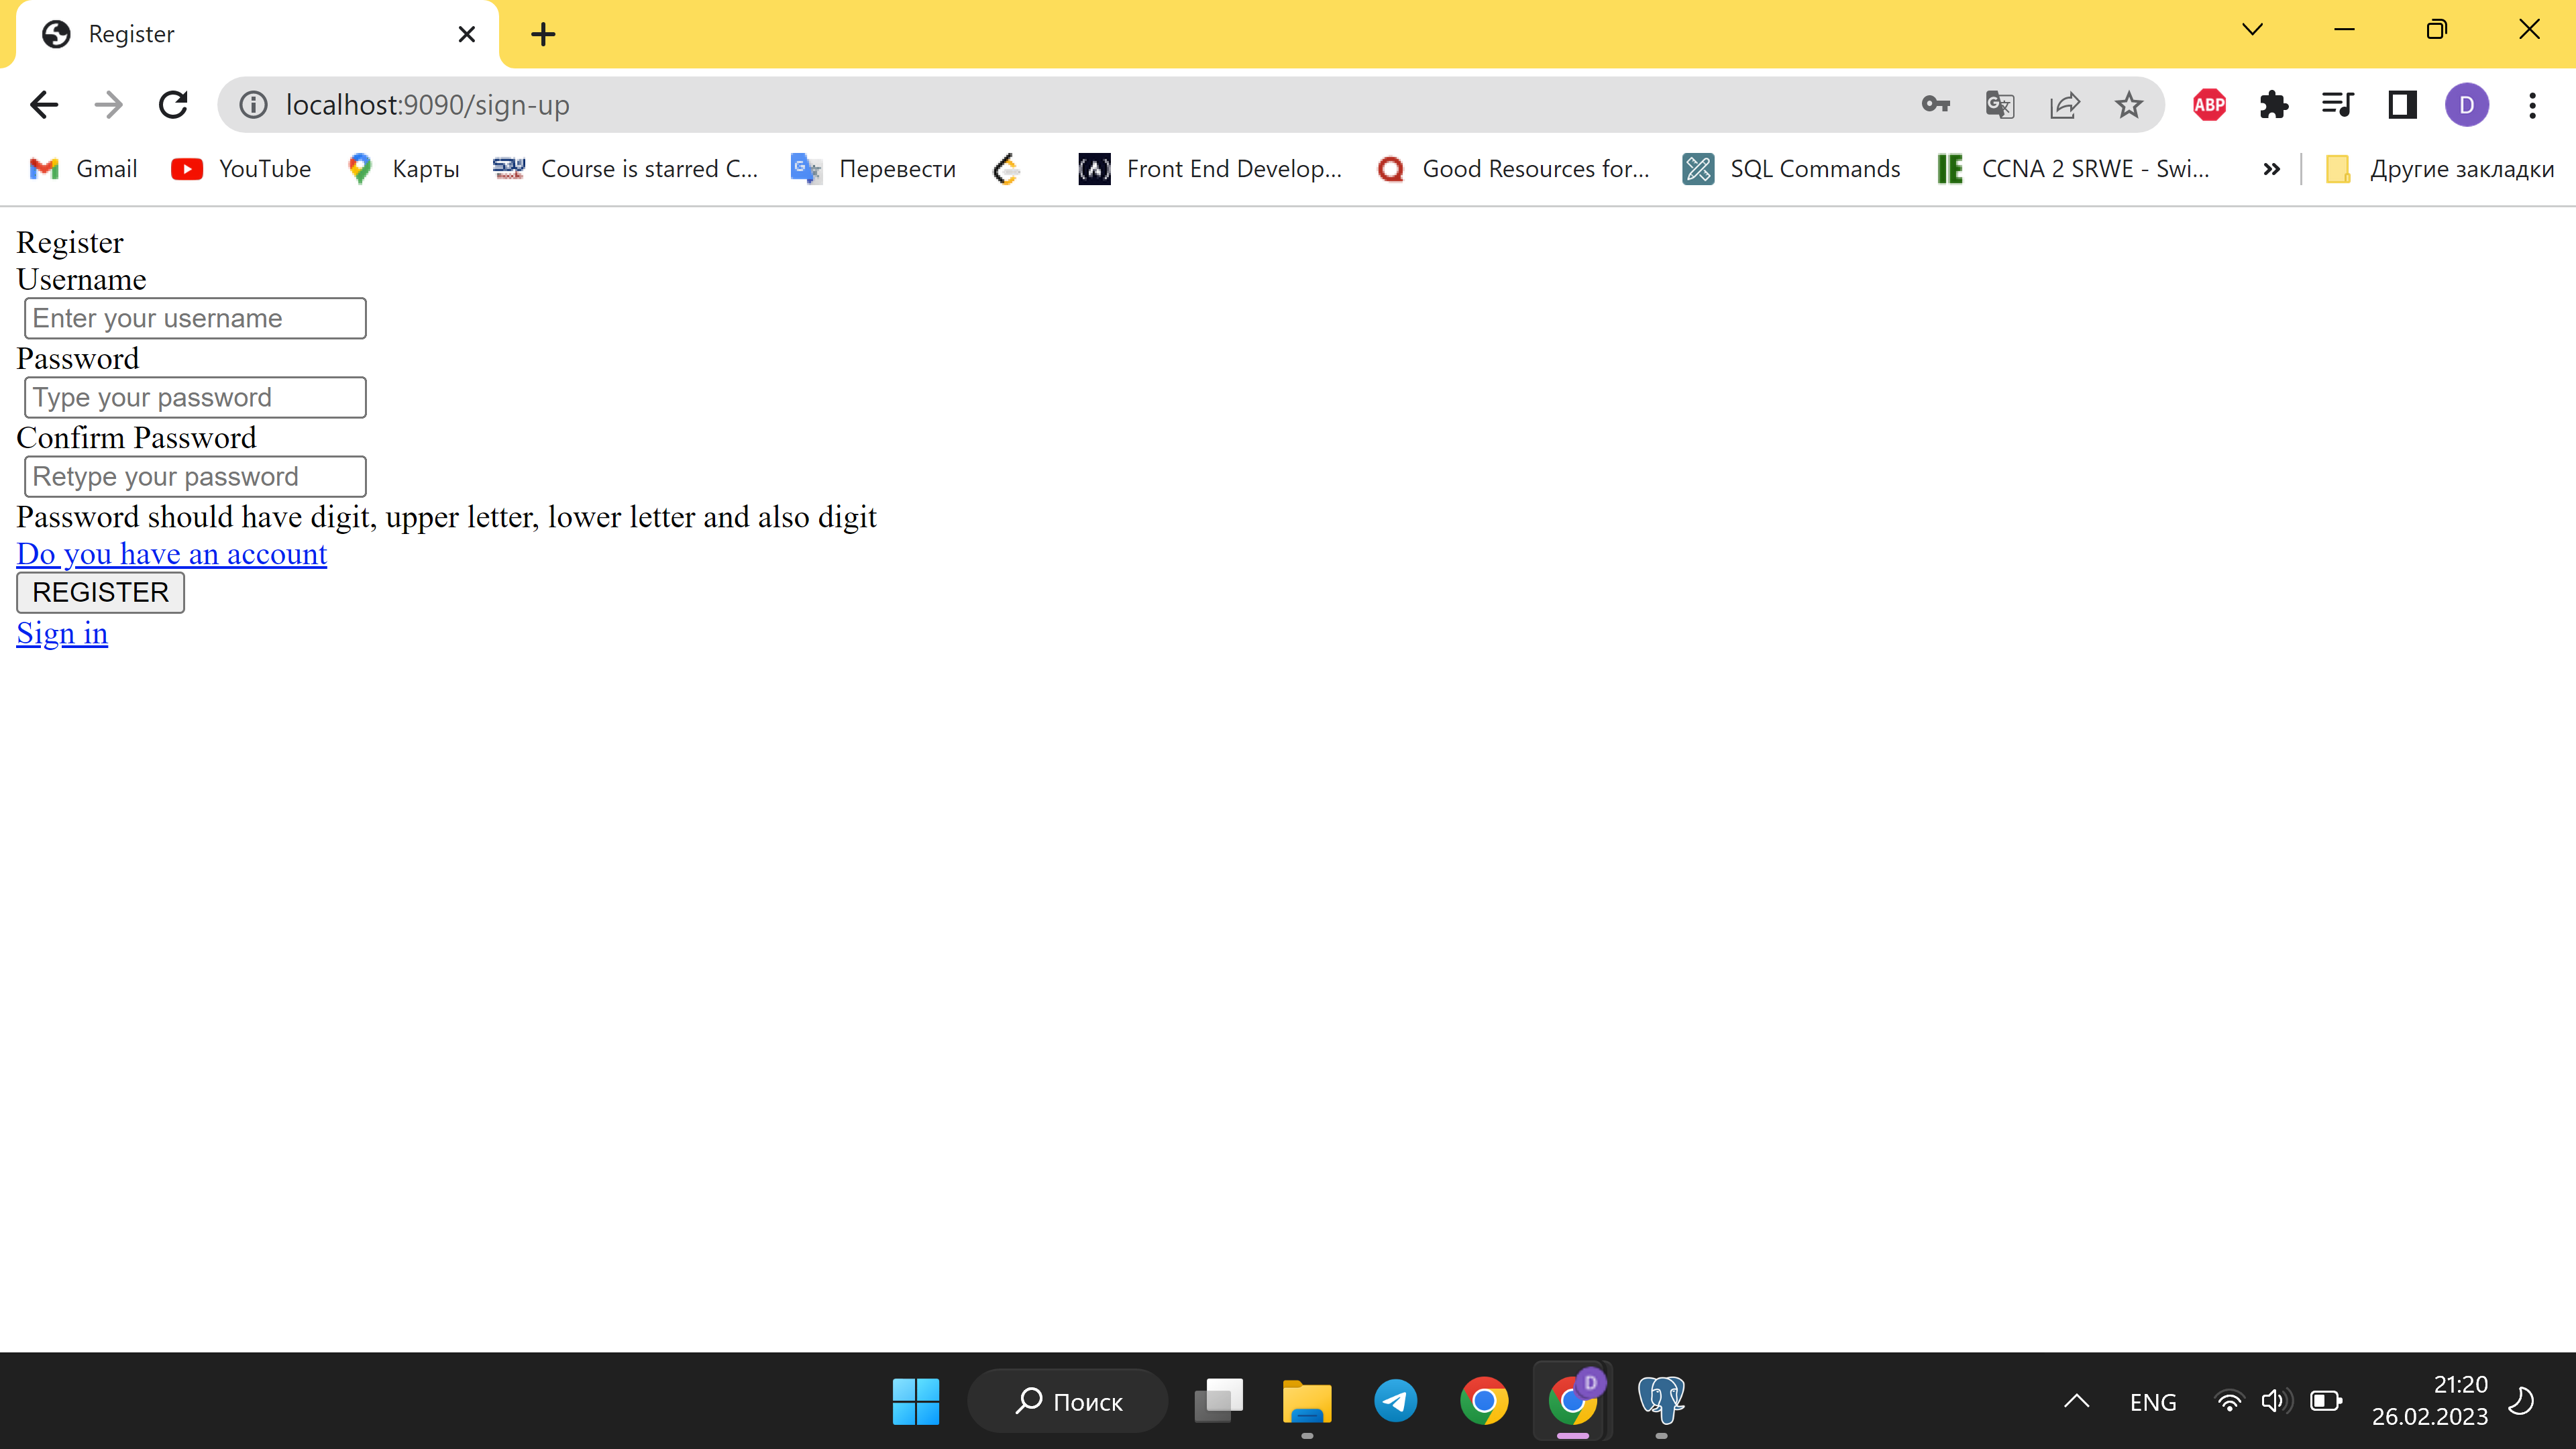 Register
localhost:9090/sign-up
ABP
D
Gmail
YouTube
Карты
Course is starred C...
Перевести
Front End Develop...
Good Resources for...
SQL Commands
CCNA 2 SRWE - Swi...
Другие закладки
Register
Username
Enter your username
Password
Type your password
Confirm Password
Retype your password
Password should have digit, upper letter, lower letter and also digit
Do you have an account
REGISTER
Sign in
Поиск
D
ENG
21:20
26.02.2023